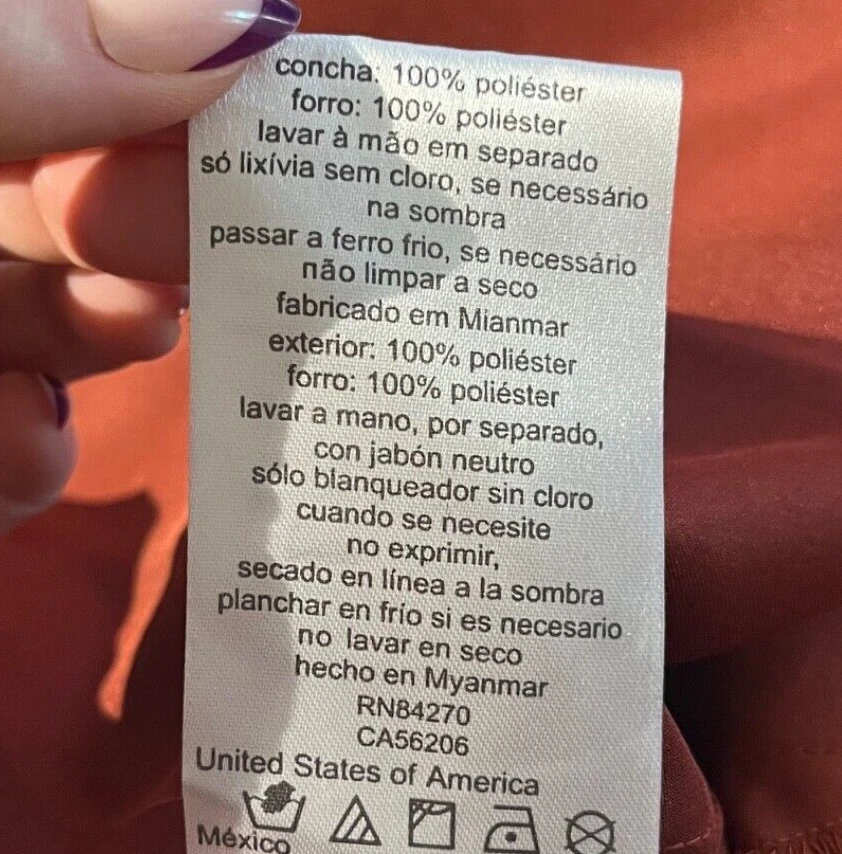 concha: 100% poliéster
forro: 100% poliéster
lavar à mão em separado
só lixívia sem cloro, se necessário
na sombra
passar a ferro frio, se necessário
não limpar a seco
fabricado em Mianmar
exterior: 100% poliéster
forro: 100% poliéster
lavar a mano, por separado,
con jabón neutro
sólo blanqueador sin cloro
cuando se necesite
no exprimir,
secado en línea a la sombra
planchar en frío si es necesario
no lavar en seco
hecho en Myanmar
RN84270
CA56206
United States of America
México